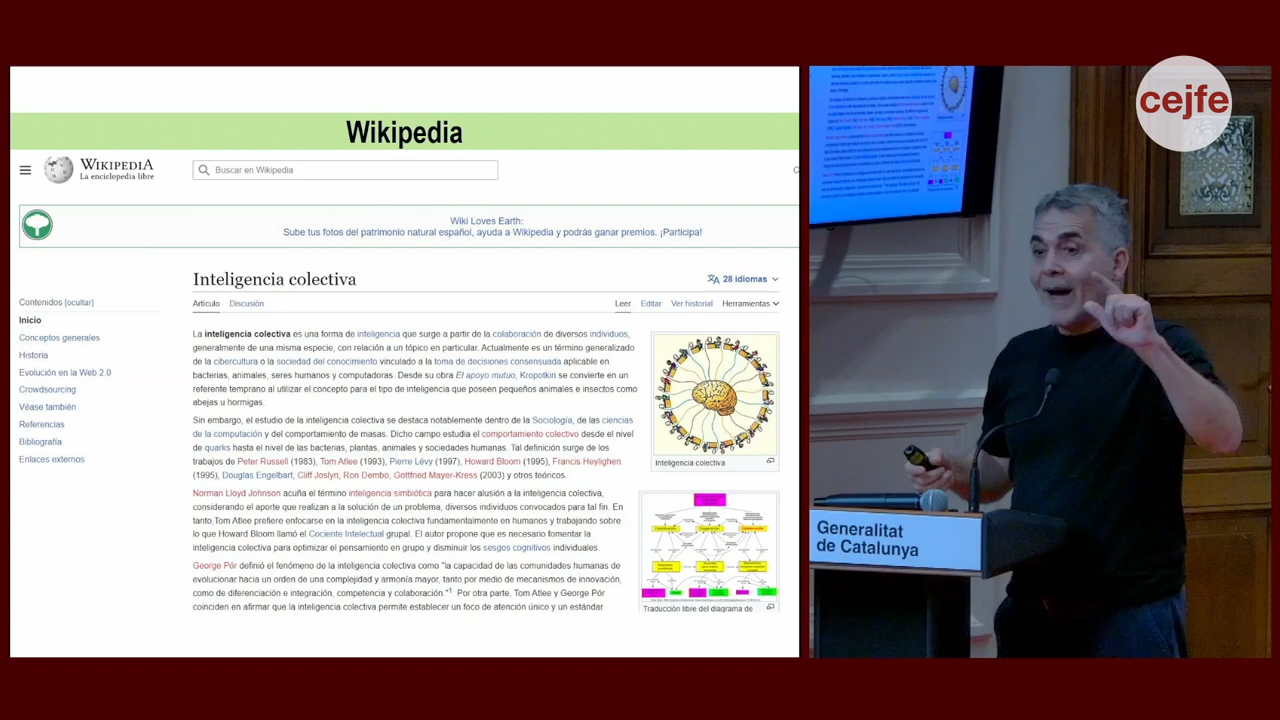 Wikipedia
WIKIPEDIA
La enciclopedia libre
Buscar en Wikipedia
Wiki Loves Earth:
Sube tus fotos del patrimonio natural español, ayuda a Wikipedia y podrás ganar premios. ¡Participa!
Inteligencia colectiva
28 idiomas
Contenidos [ocultar]
Inicio
Conceptos generales
Historia
Evolución en la Web 2.0
Crowdsourcing
Véase también
Referencias
Bibliografía
Enlaces externos
Artículo Discusión
Leer Editar Ver historial Herramientas
La inteligencia colectiva es una forma de inteligencia que surge a partir de la colaboración de diversos individuos,
generalmente de una misma especie, con relación a un tópico en particular. Actualmente es un término generalizado
de la cibercultura o la sociedad del conocimiento vinculado a la toma de decisiones consensuada aplicable en
bacterias, animales, seres humanos y computadoras. Desde su obra El apoyo mutuo, Kropotkin se convierte en un
referente temprano al utilizar el concepto para el tipo de inteligencia que poseen pequeños animales e insectos como
abejas u hormigas.
Sin embargo, el estudio de la inteligencia colectiva se destaca notablemente dentro de la Sociología, de las ciencias
de la computación y del comportamiento de masas. Dicho campo estudia el comportamiento colectivo desde el nivel
de quarks hasta el nivel de las bacterias, plantas, animales y sociedades humanas. Tal definición surge de los
trabajos de Peter Russell (1983), Tom Atlee (1993), Pierre Lévy (1997), Howard Bloom (1995), Francis Heylighen
(1995), Douglas Engelbart, Cliff Joslyn, Ron Dembo, Gottfried Mayer-Kress (2003) y otros teóricos.
Norman Lloyd Johnson acuña el término inteligencia simbiótica para hacer alusión a la inteligencia colectiva,
considerando el aporte que realizan a la solución de un problema, diversos individuos convocados para tal fin. En
tanto,Tom Atlee prefiere enfocarse en la inteligencia colectiva fundamentalmente en humanos y trabajando sobre
lo que Howard Bloom llamó el Cociente Intelectual grupal. El autor propone que es necesario fomentar la
inteligencia colectiva para optimizar el pensamiento en grupo y disminuir los sesgos cognitivos individuales.
George Pór definió el fenómeno de la inteligencia colectiva como "la capacidad de las comunidades humanas de
evolucionar hacia un orden de una complejidad y armonía mayor, tanto por medio de mecanismos de innovación,
como de diferenciación e integración, competencia y colaboración."1 Por otra parte, Tom Atlee y George Pór
coinciden en afirmar que la inteligencia colectiva permite establecer un foco de atención único y un estándar
Inteligencia colectiva
Traducción libre del diagrama de
cejfe
Generalitat
de Catalunya